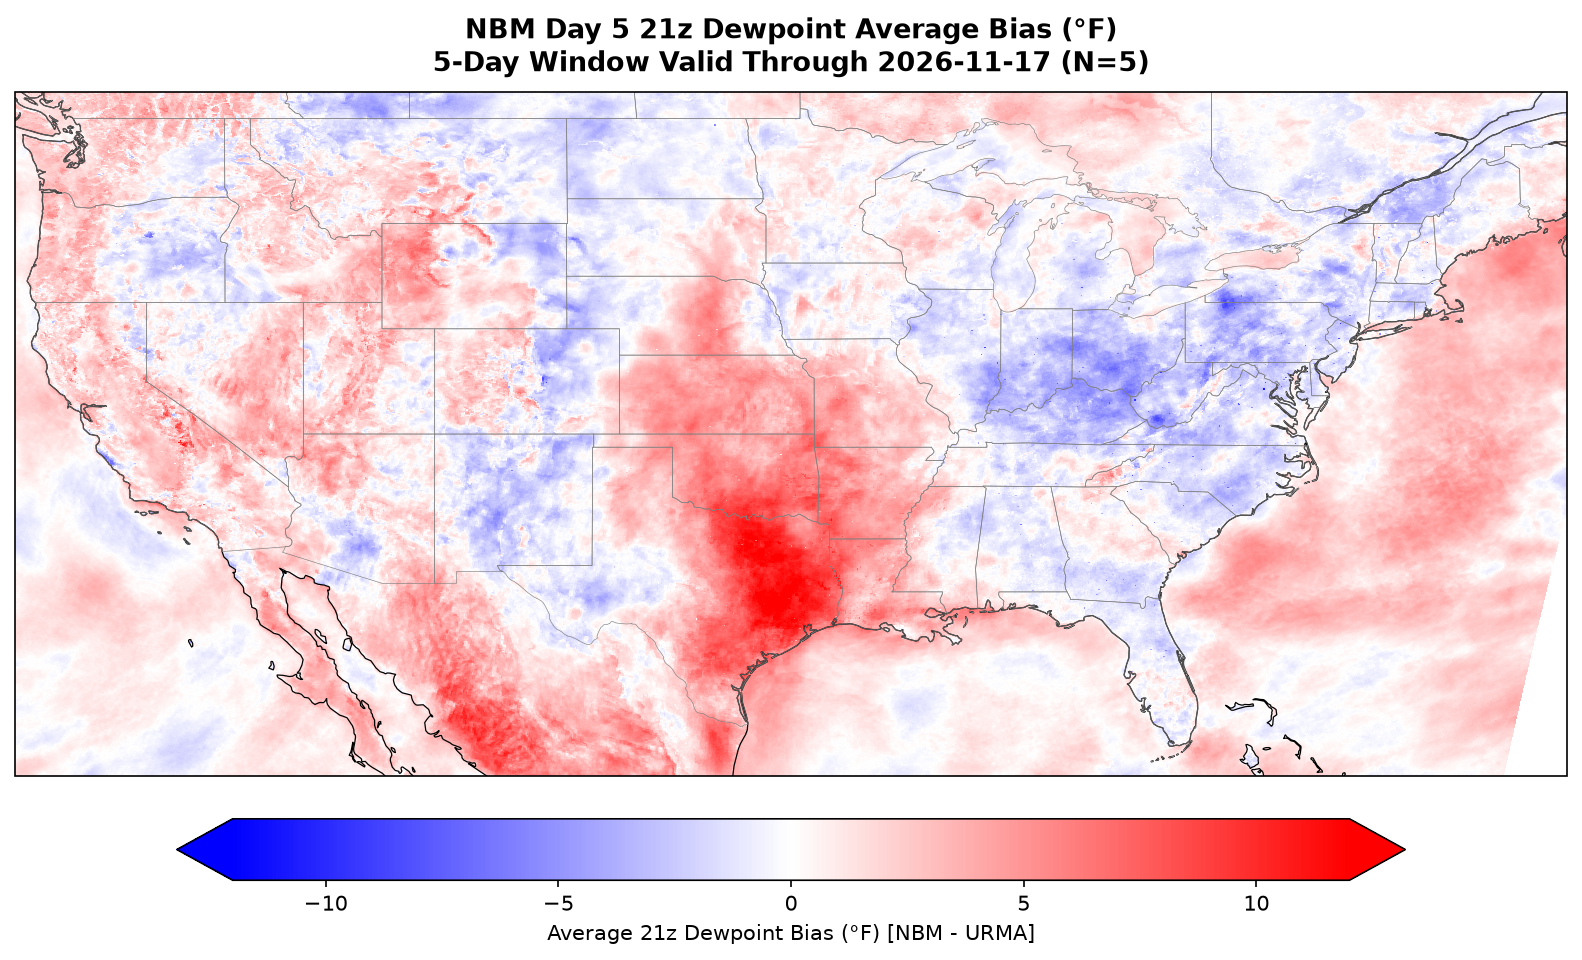 NBM Day 5 21z Dewpoint Average Bias (°F)
5-Day Window Valid Through 2026-11-17 (N=5)
−10 −5 0 5 10
Average 21z Dewpoint Bias (°F) [NBM - URMA]